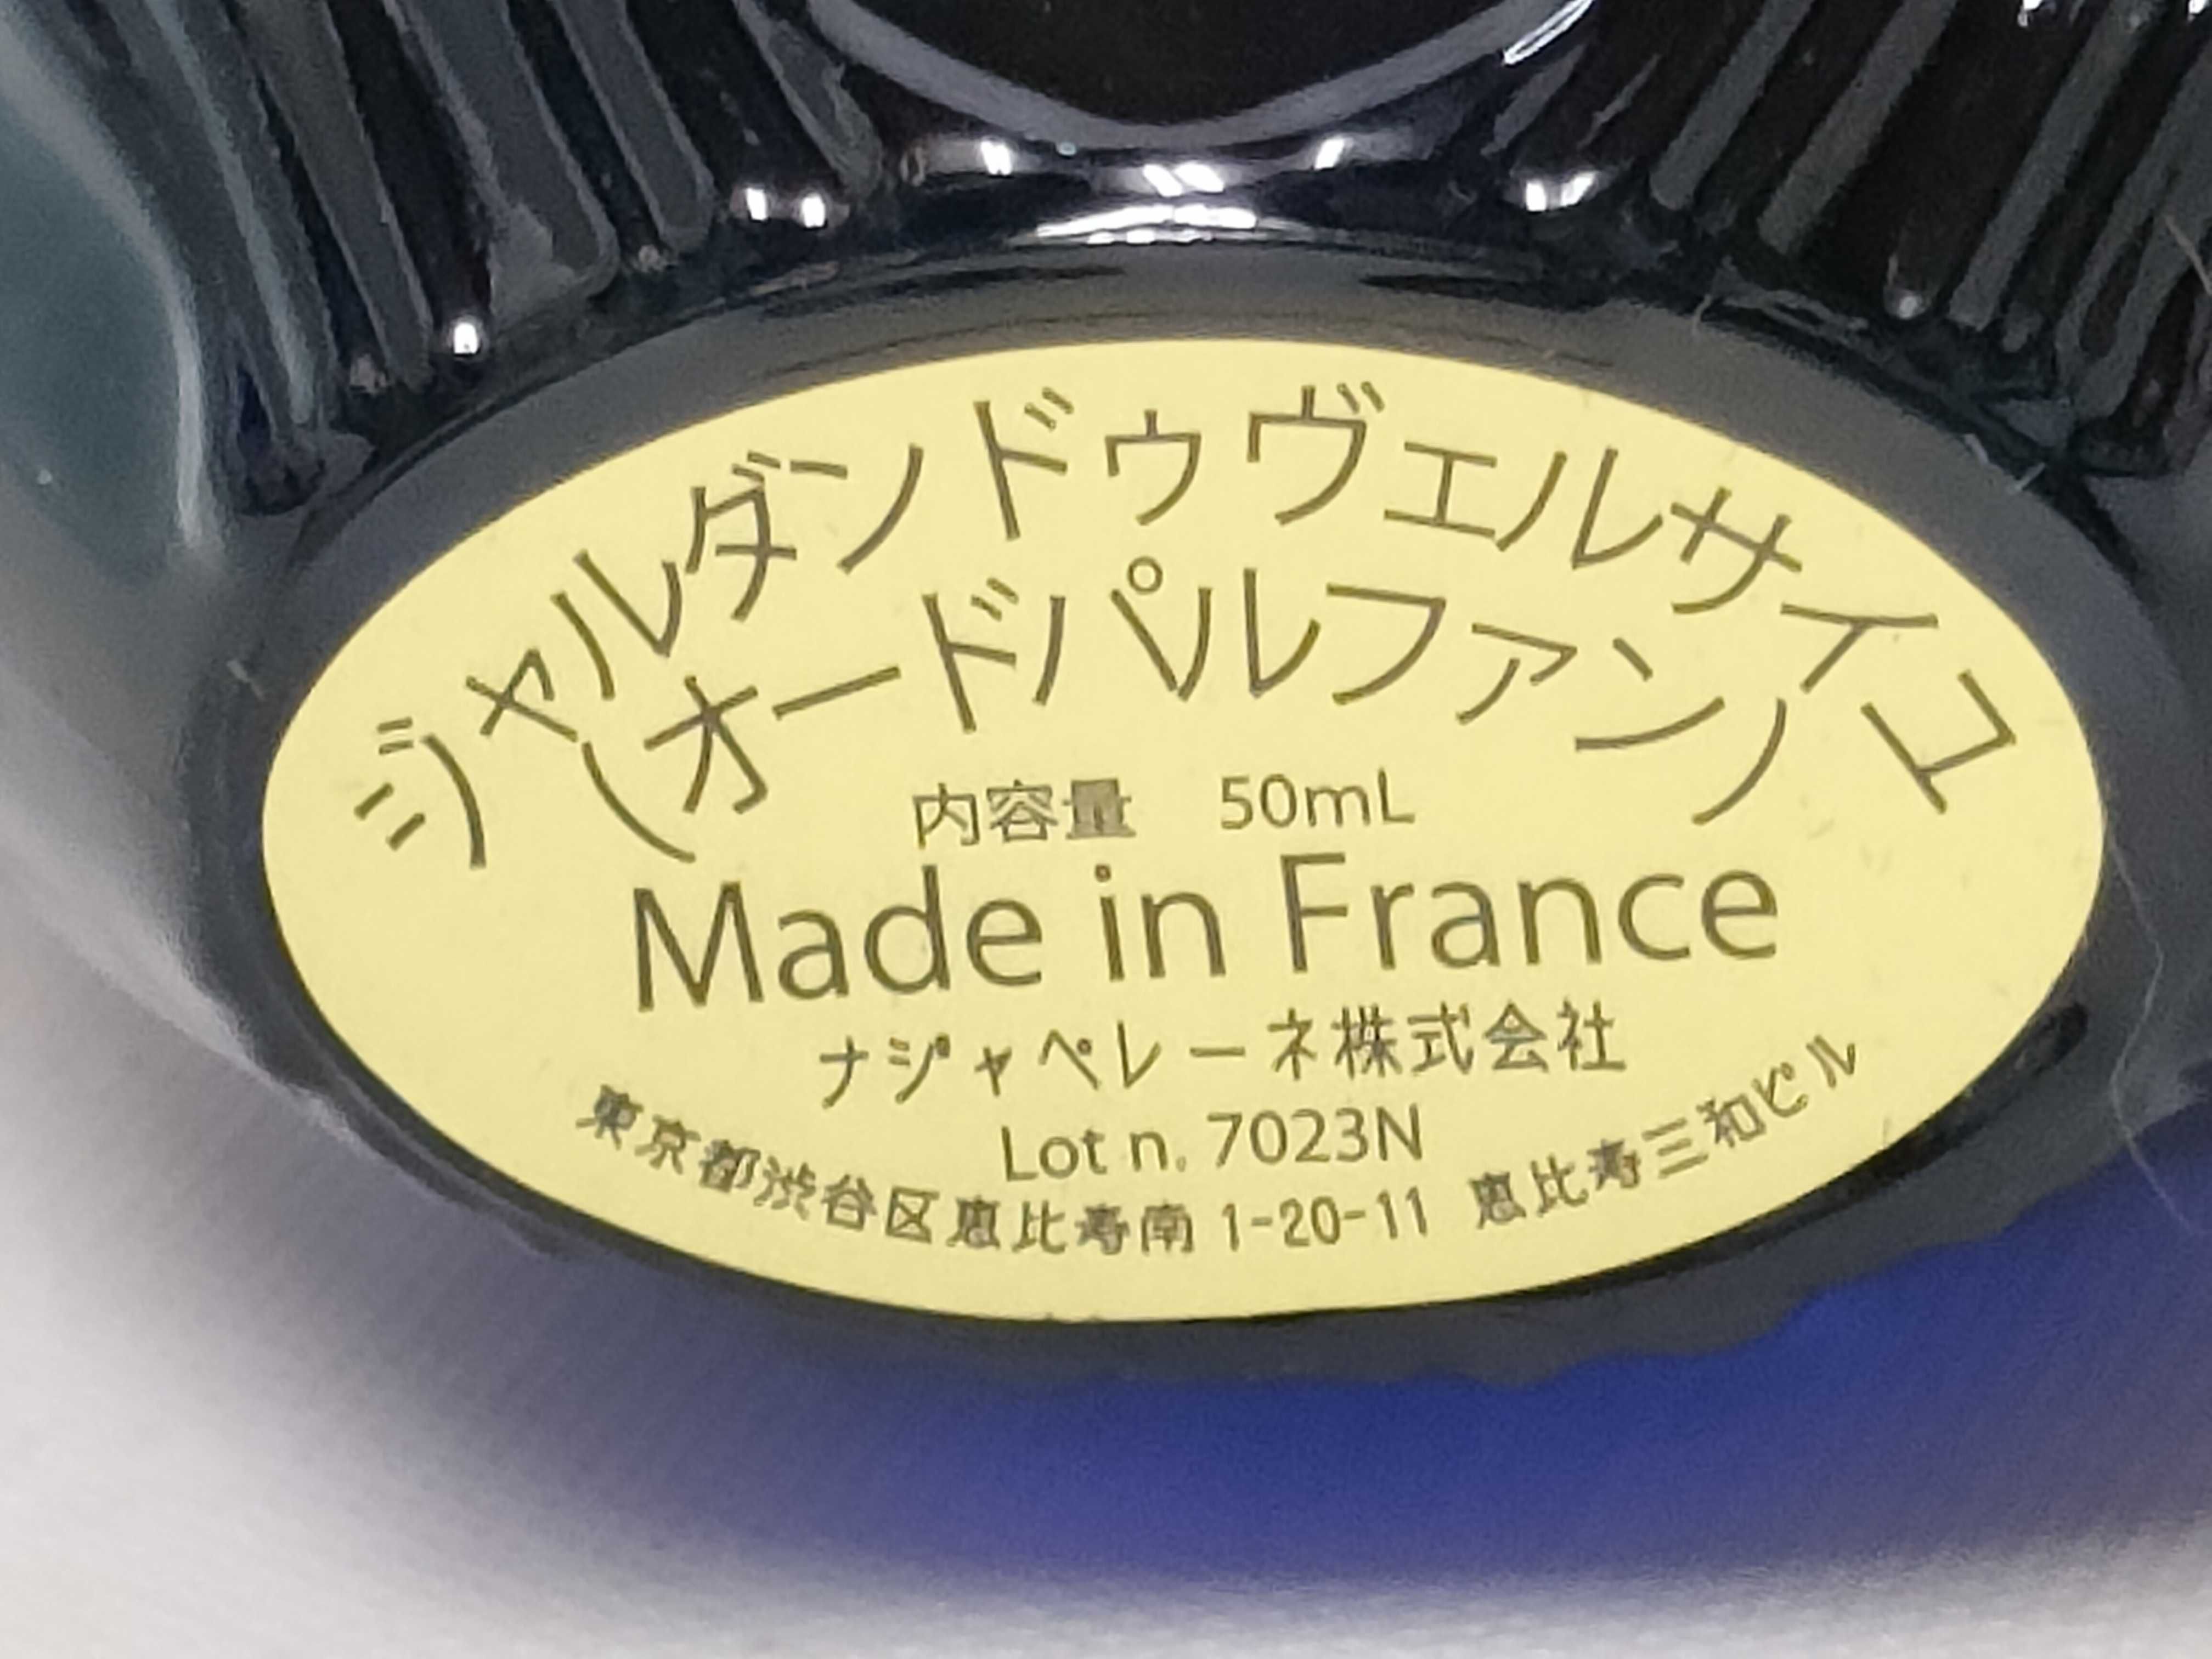 ジャルダンドゥヴェルサイユ
(オードパルファン)
内容量 50mL
Made in France
ナジャペレーネ株式会社
Lot n. 7023N
東京都渋谷区恵比寿南 1-20-11 恵比寿三和ビル